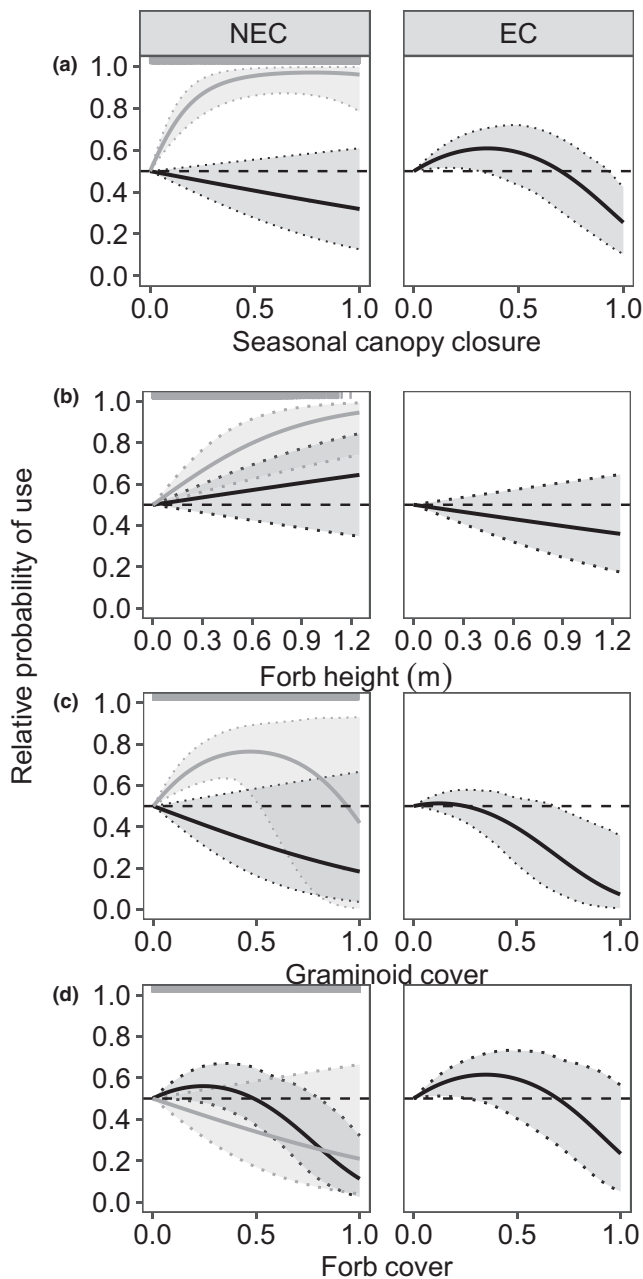 NEC EC
(a)
1.0
0.8
0.6
0.4
0.2
0.0
0.0 0.5 1.0 0.0 0.5 1.0
Seasonal canopy closure
(b)
1.0
0.8
0.6
0.4
0.2
0.0
0.0 0.3 0.6 0.9 1.2 0.0 0.3 0.6 0.9 1.2
Forb height (m)
Relative probability of use
(c)
1.0
0.8
0.6
0.4
0.2
0.0
0.0 0.5 1.0 0.0 0.5 1.0
Graminoid cover
(d)
1.0
0.8
0.6
0.4
0.2
0.0
0.0 0.5 1.0 0.0 0.5 1.0
Forb cover